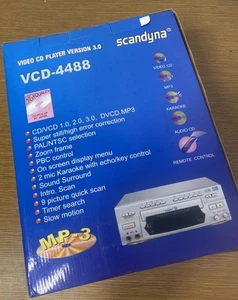 VIDEO CD PLAYER VERSION 3.0
scandyna
VCD-4488
VIDEO CD
MP3
KARAOKE
AUDIO CD
REMOTE CONTROL
CD/VCD 1.0, 2.0, 3.0, DVCD.MP3
Super still/high error correction
PAL/NTSC selection
Zoom frame
PBC control
On screen display menu
2 mic Karaoke with echo/key control
Sound Surround
Intro. Scan
9 picture quick scan
Timer search
Slow motion
MP-3